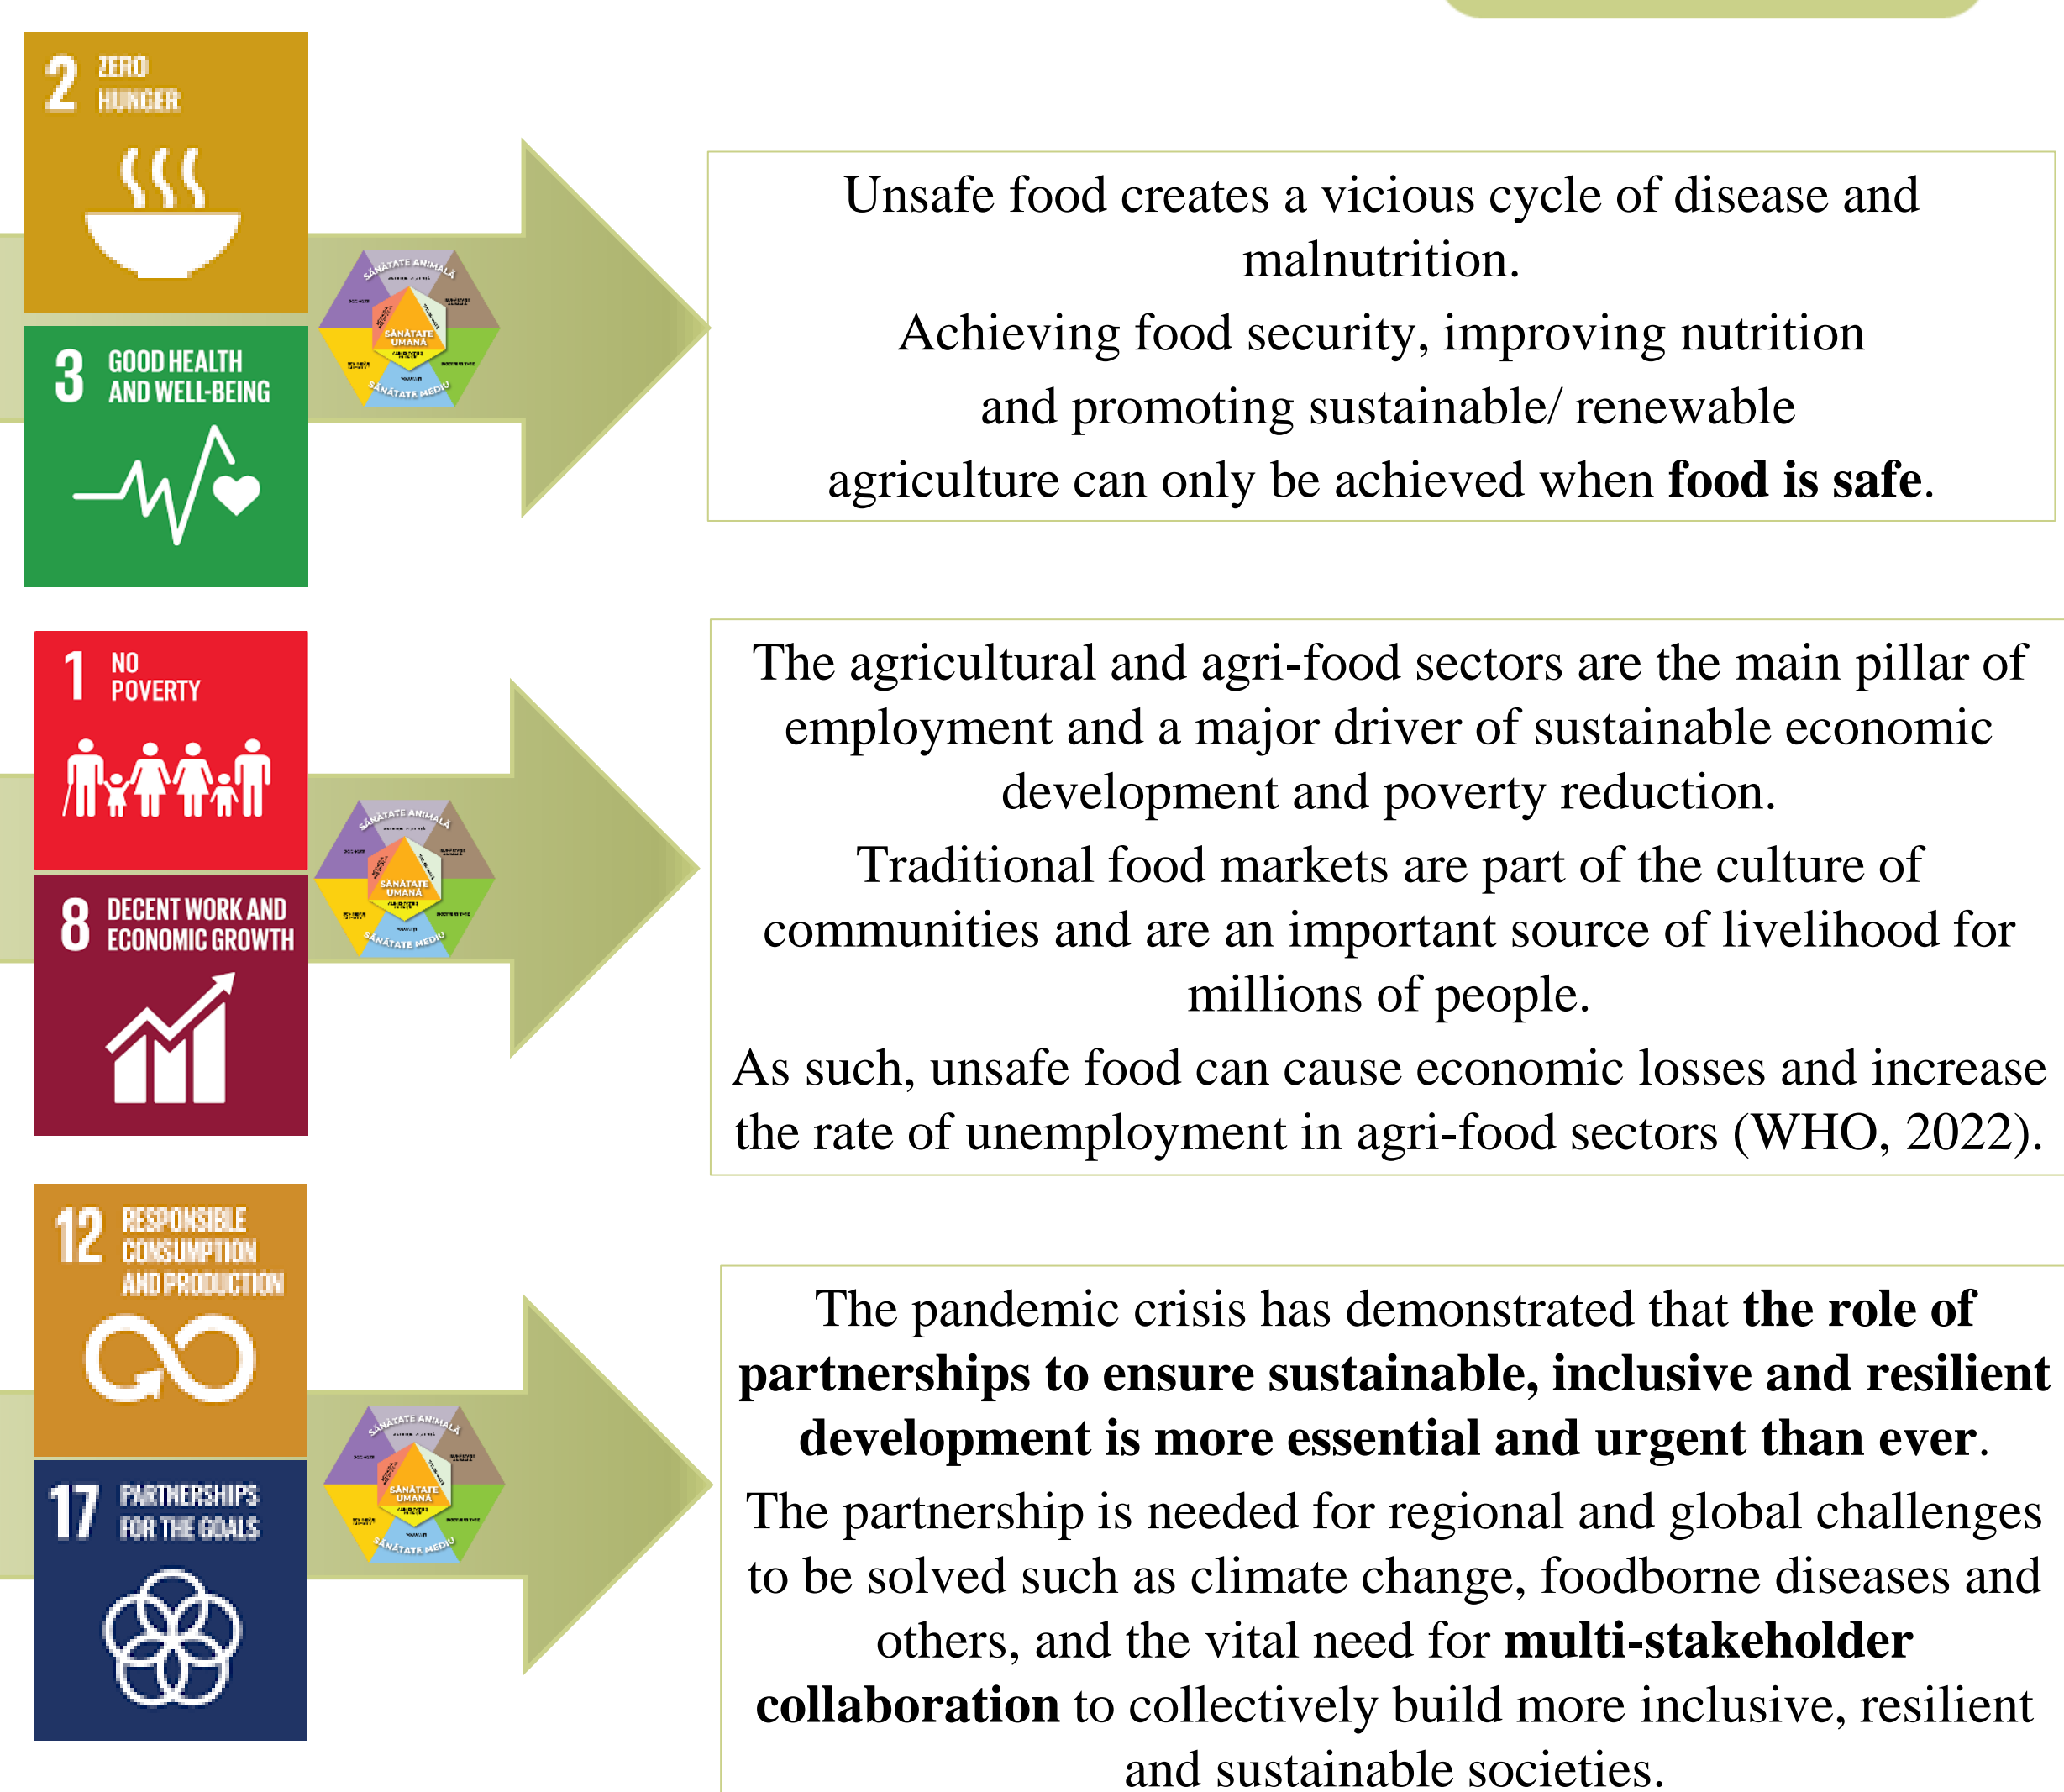 2 ZERO
HUNGER
3 GOOD HEALTH
AND WELL-BEING
SĂNĂTATE ANIMALĂ
SĂNĂTATE
UMANĂ
SĂNĂTATE MEDIU
Unsafe food creates a vicious cycle of disease and
malnutrition.
Achieving food security, improving nutrition
and promoting sustainable/ renewable
agriculture can only be achieved when food is safe.
1 NO
POVERTY
8 DECENT WORK AND
ECONOMIC GROWTH
SĂNĂTATE ANIMALĂ
SĂNĂTATE
UMANĂ
SĂNĂTATE MEDIU
The agricultural and agri-food sectors are the main pillar of
employment and a major driver of sustainable economic
development and poverty reduction.
Traditional food markets are part of the culture of
communities and are an important source of livelihood for
millions of people.
As such, unsafe food can cause economic losses and increase
the rate of unemployment in agri-food sectors (WHO, 2022).
12 RESPONSIBLE
CONSUMPTION
AND PRODUCTION
17 PARTNERSHIPS
FOR THE GOALS
SĂNĂTATE ANIMALĂ
SĂNĂTATE
UMANĂ
SĂNĂTATE MEDIU
The pandemic crisis has demonstrated that the role of
partnerships to ensure sustainable, inclusive and resilient
development is more essential and urgent than ever.
The partnership is needed for regional and global challenges
to be solved such as climate change, foodborne diseases and
others, and the vital need for multi-stakeholder
collaboration to collectively build more inclusive, resilient
and sustainable societies.